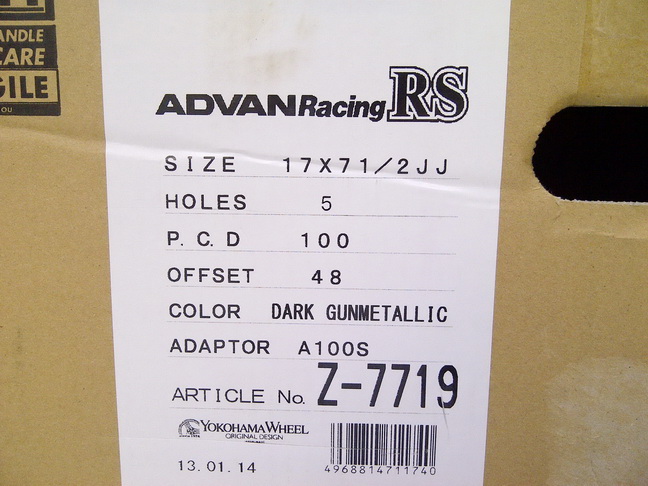 ANDLE
CARE
GILE
OU
ADVAN Racing RS
SIZE 17X71/2JJ
HOLES 5
P.C.D 100
OFFSET 48
COLOR DARK GUNMETALLIC
ADAPTOR A100S
ARTICLE No. Z-7719
YOKOHAMA WHEEL
ORIGINAL DESIGN
13.01.14
4968814711740